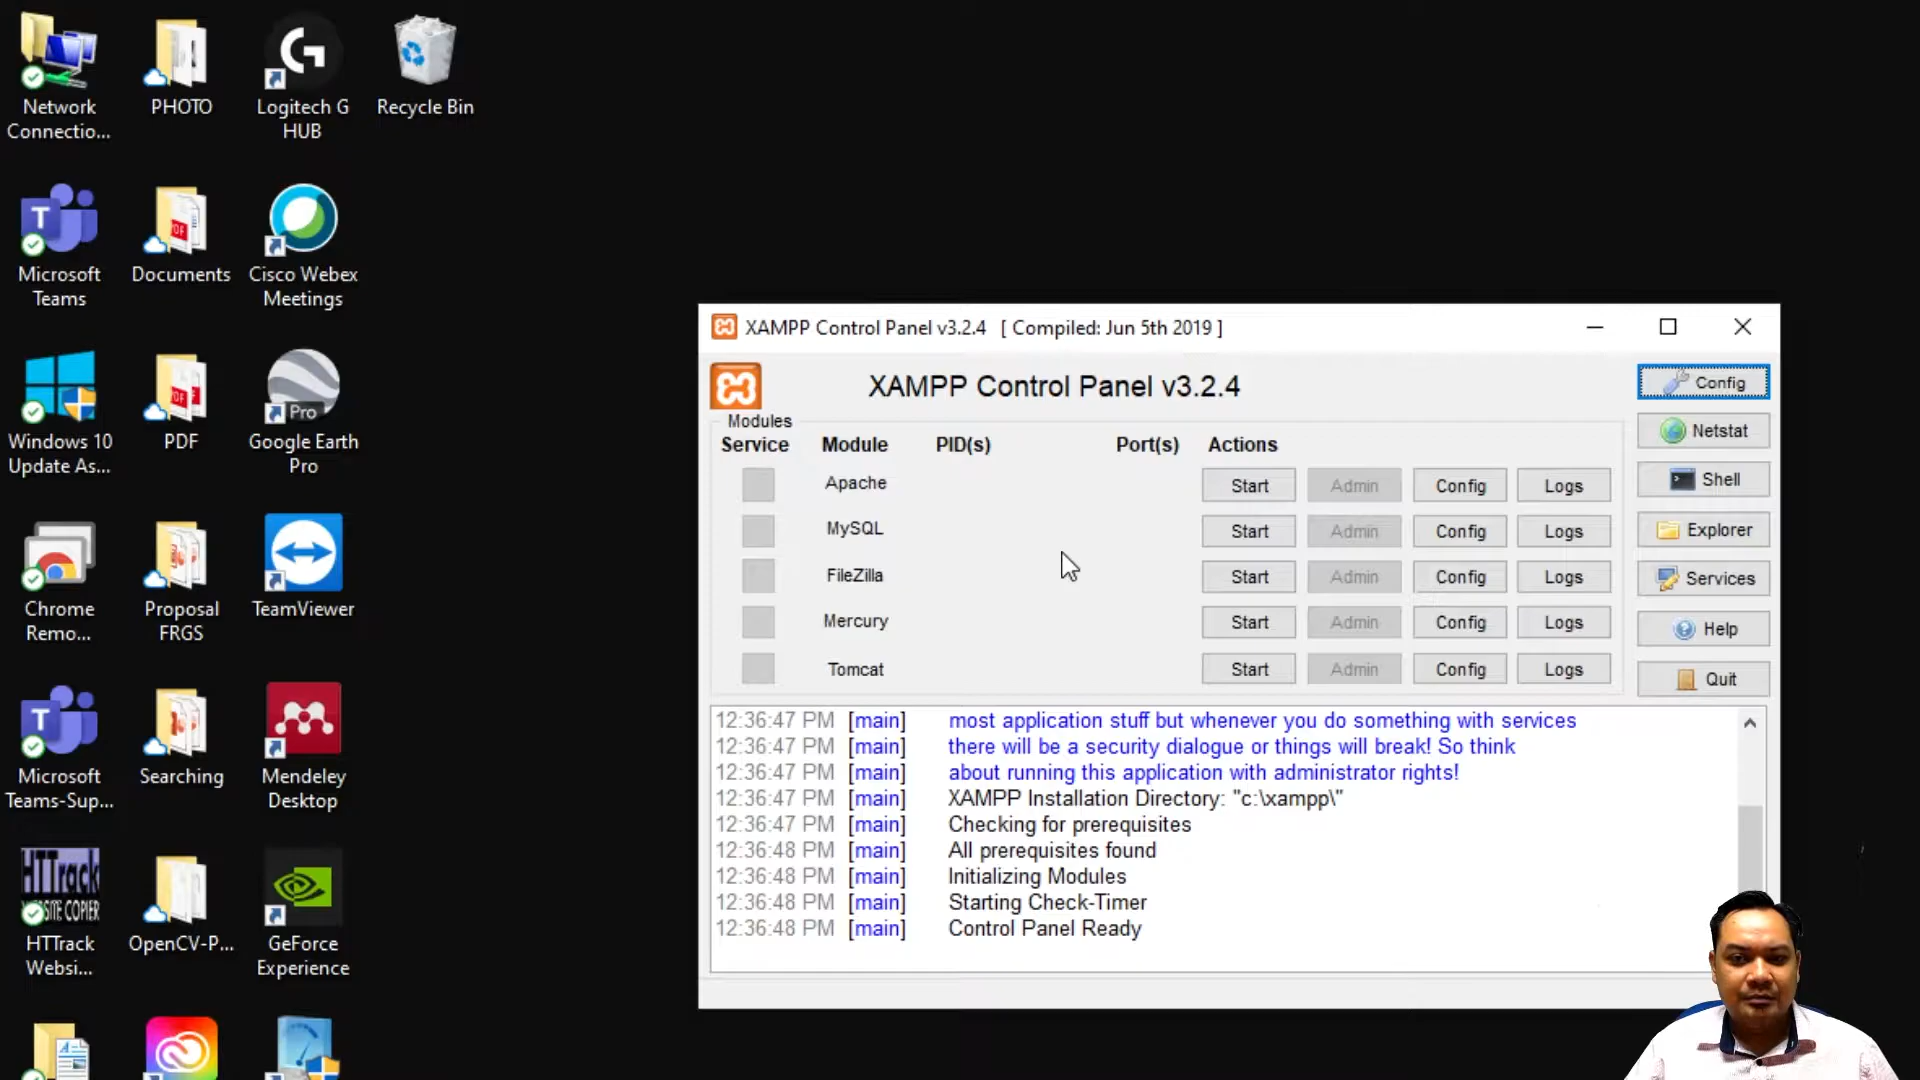 Network
Connectio...
PHOTO
Logitech G
HUB
Recycle Bin
Microsoft
Teams
Documents
Cisco Webex
Meetings
Windows 10
Update As...
PDF
Pro
Google Earth
Pro
Chrome
Remo...
Proposal
FRGS
TeamViewer
Microsoft
Teams-Sup...
Searching
Mendeley
Desktop
HTTrack
WEBSITE COPIER
HTTrack
Websi...
OpenCV-P...
GeForce
Experience
XAMPP Control Panel v3.2.4 [ Compiled: Jun 5th 2019 ]
XAMPP Control Panel v3.2.4
Config
Modules
Service Module PID(s) Port(s) Actions
Netstat
Apache Start Admin Config Logs
Shell
MySQL Start Admin Config Logs
Explorer
FileZilla Start Admin Config Logs
Services
Mercury Start Admin Config Logs
Help
Tomcat Start Admin Config Logs
Quit
12:36:47 PM [main] most application stuff but whenever you do something with services
12:36:47 PM [main] there will be a security dialogue or things will break! So think
12:36:47 PM [main] about running this application with administrator rights!
12:36:47 PM [main] XAMPP Installation Directory: "c:\xampp\"
12:36:47 PM [main] Checking for prerequisites
12:36:48 PM [main] All prerequisites found
12:36:48 PM [main] Initializing Modules
12:36:48 PM [main] Starting Check-Timer
12:36:48 PM [main] Control Panel Ready